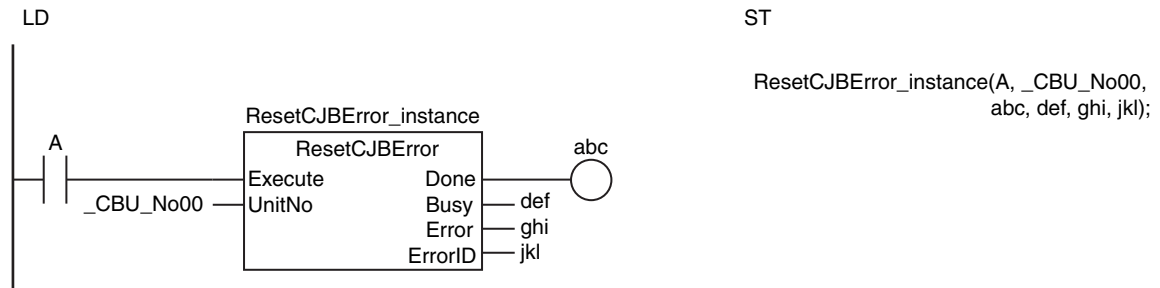 LD
ST
ResetCJBError_instance(A, _CBU_No00,
abc, def, ghi, jkl);
ResetCJBError_instance
A
ResetCJBError
abc
Execute Done
_CBU_No00 UnitNo Busy def
Error ghi
ErrorID jkl